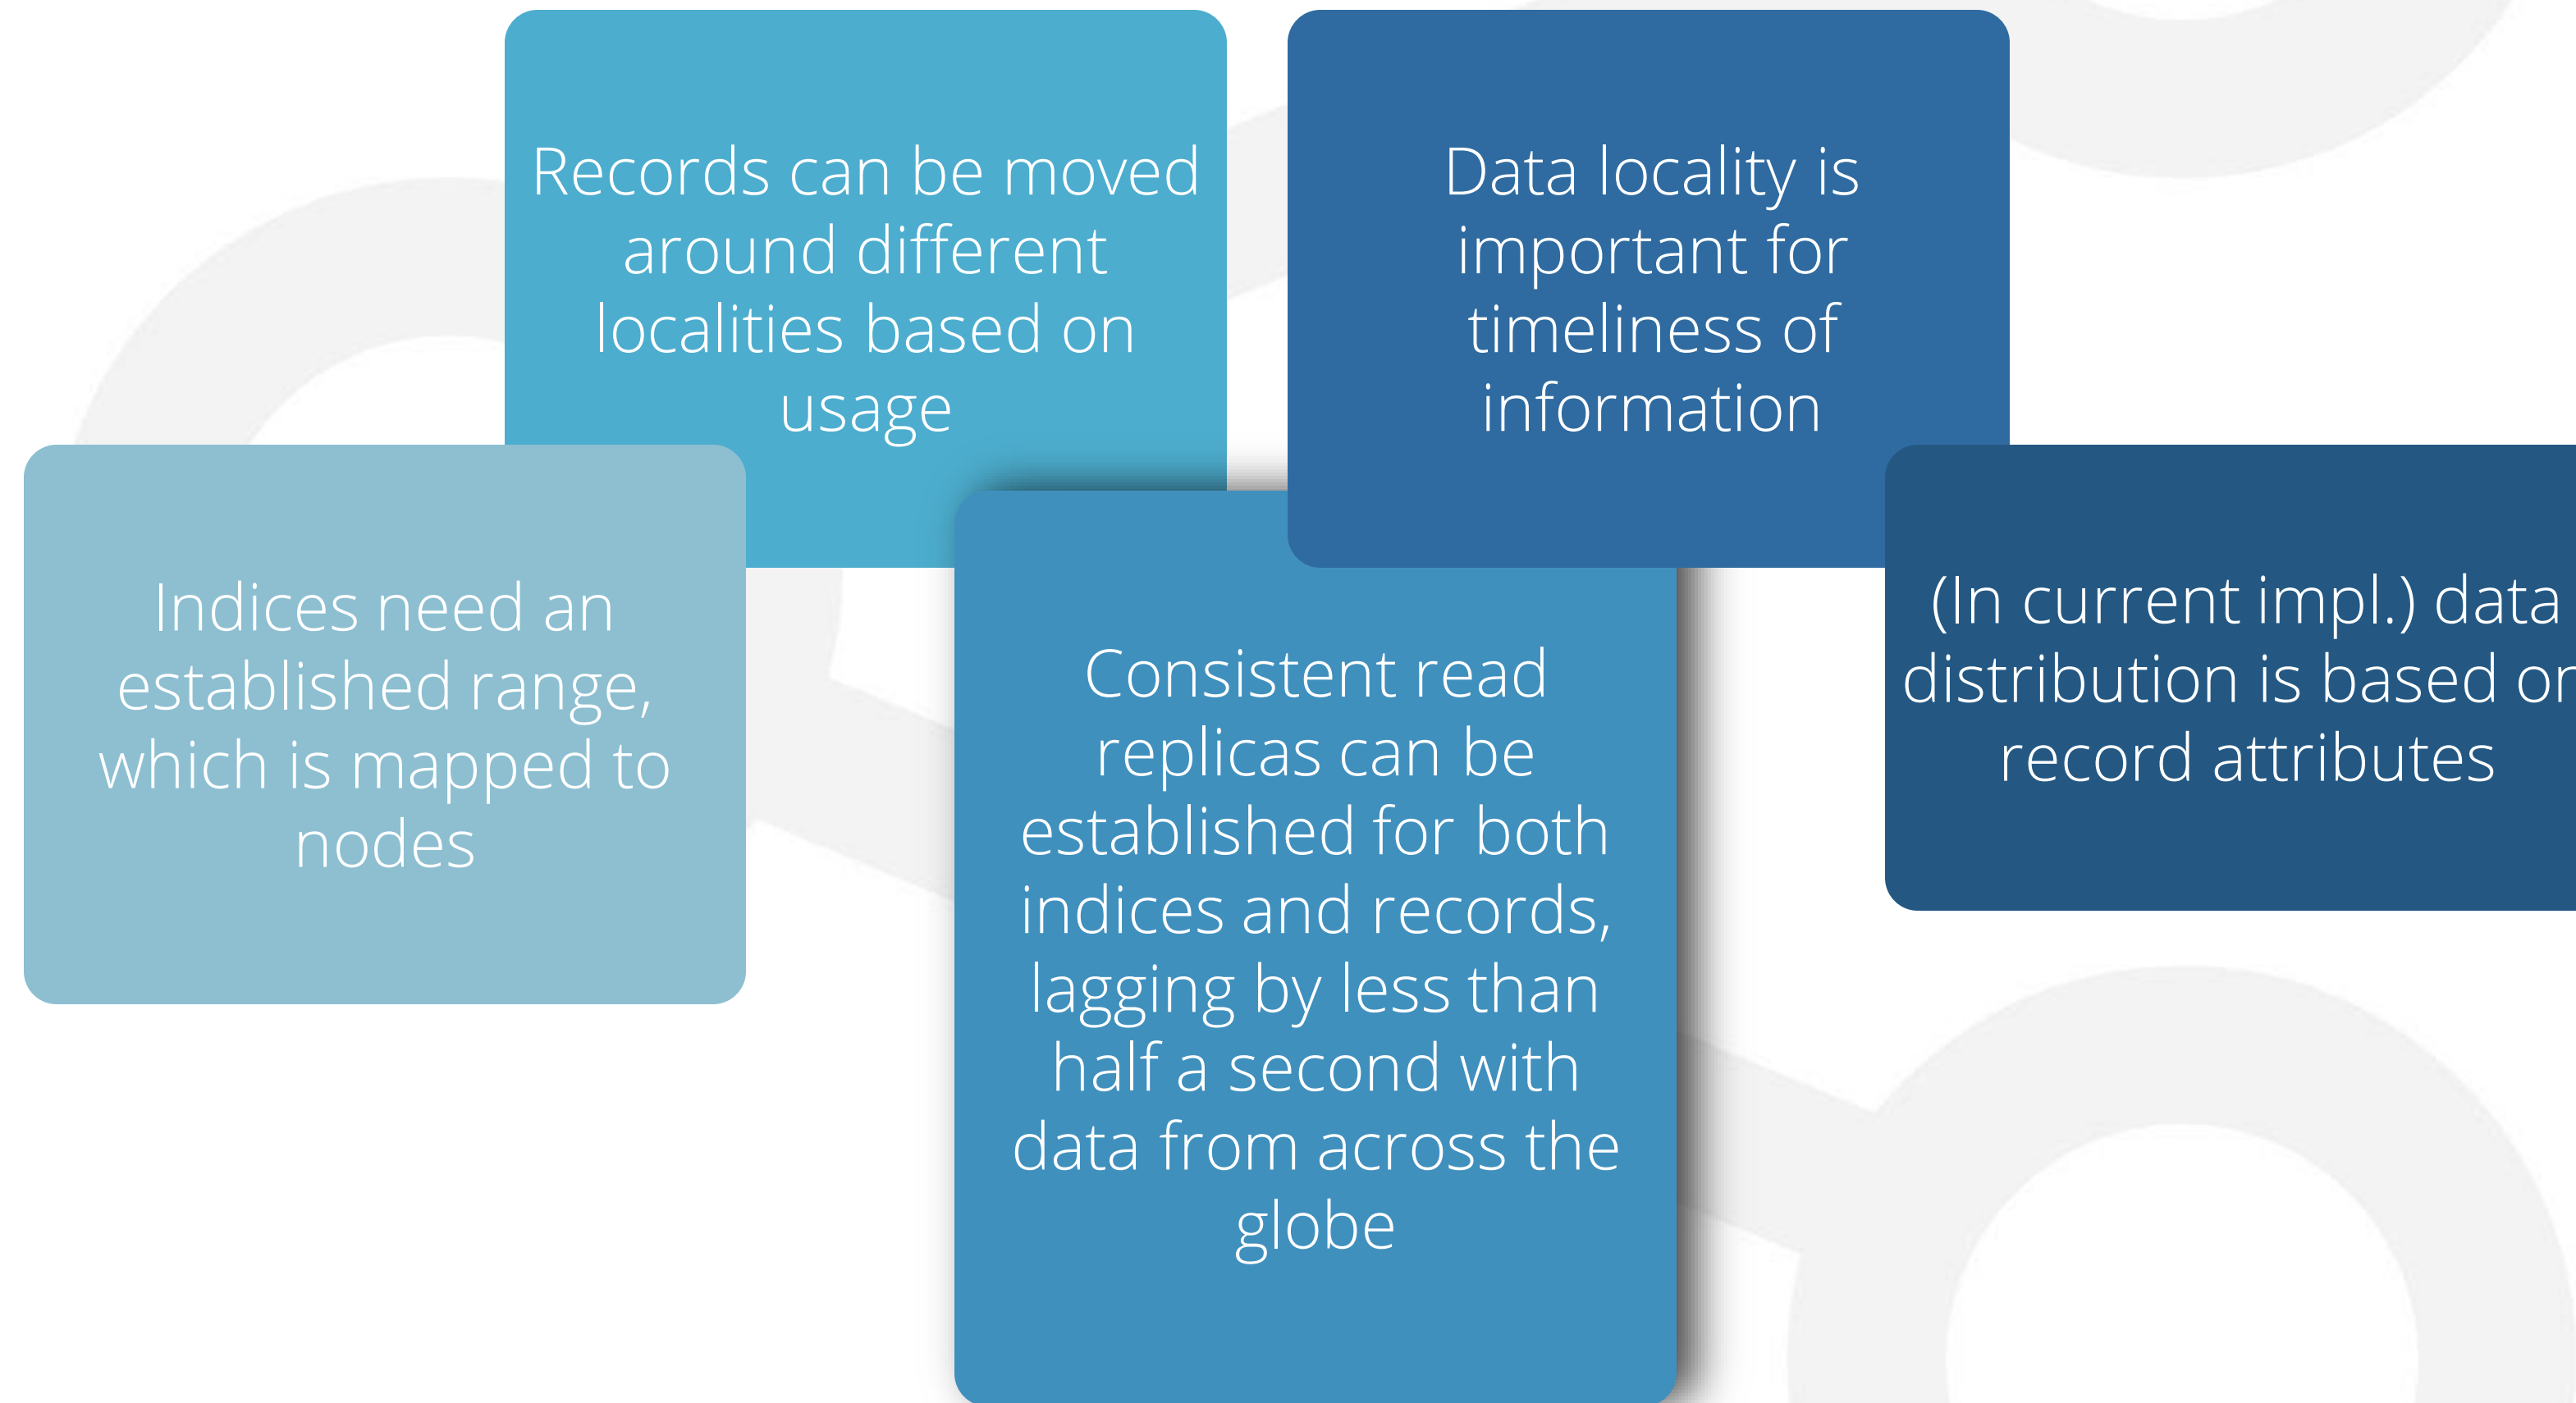 Records can be moved
around different
localities based on
usage
Data locality is
important for
timeliness of
information
Indices need an
established range,
which is mapped to
nodes
Consistent read
replicas can be
established for both
indices and records,
lagging by less than
half a second with
data from across the
globe
(In current impl.) data
distribution is based on
record attributes